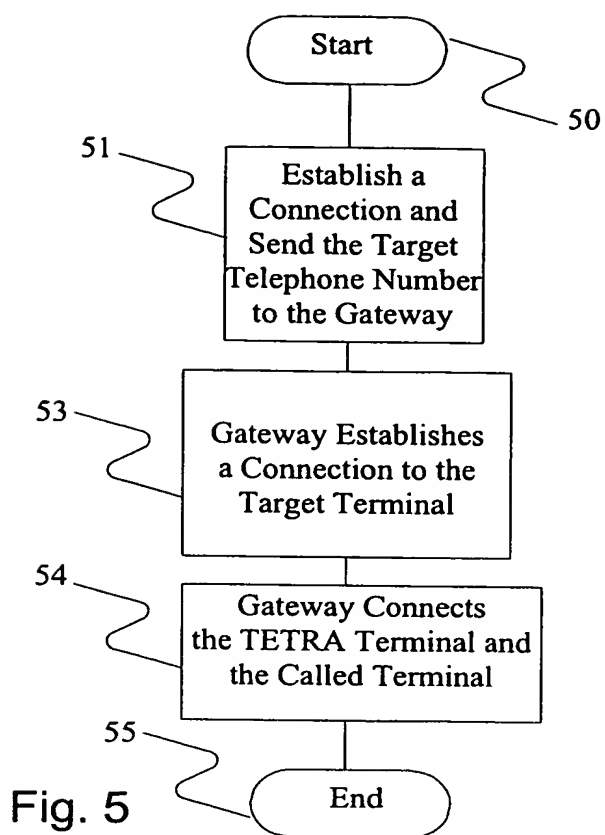 Start
50
51
Establish a
Connection and
Send the Target
Telephone Number
to the Gateway
53
Gateway Establishes
a Connection to the
Target Terminal
54
Gateway Connects
the TETRA Terminal and
the Called Terminal
55
End
Fig. 5